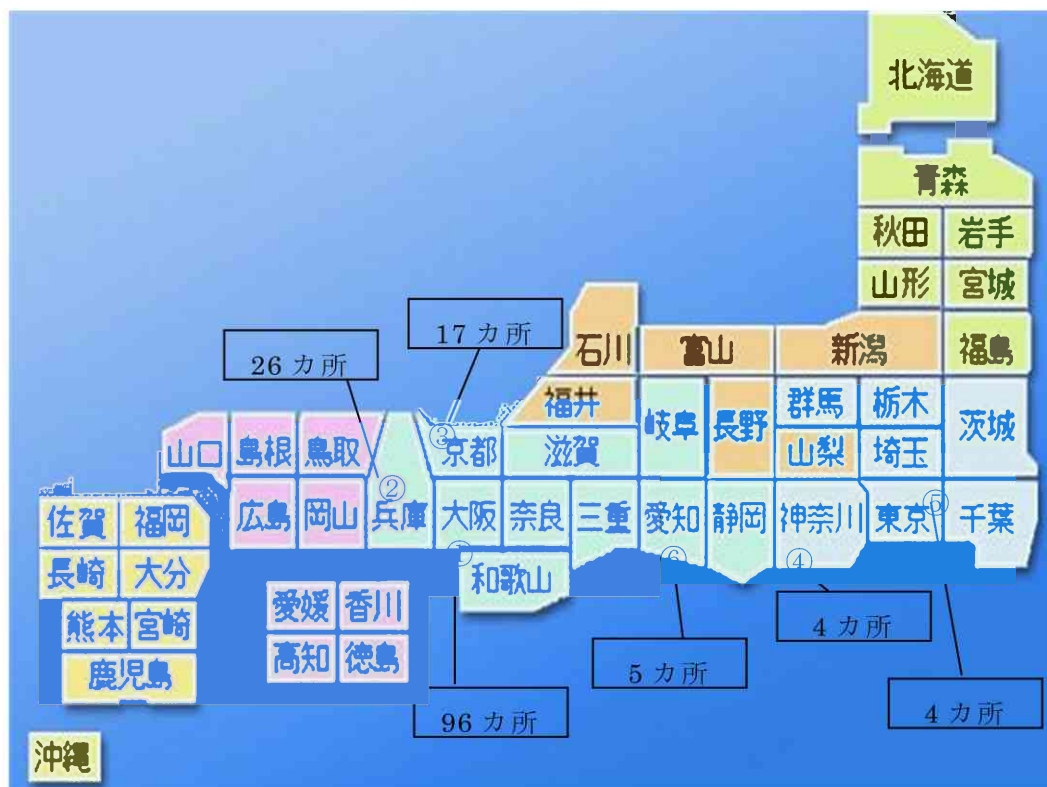 北海道
青森
秋田 岩手
山形 宮城
17 カ所
石川 富山 新潟 福島
26 カ所
福井 岐阜 長野 群馬 栃木 茨城
山口 島根 鳥取 ③ 京都 滋賀 山梨 埼玉
②
佐賀 福岡 広島 岡山 兵庫 大阪 奈良 三重 愛知 静岡 神奈川 東京 ⑤ 千葉
① ⑥ ④
長崎 大分 和歌山
熊本 宮崎 愛媛 香川 4 カ所
鹿児島 高知 徳島 5 カ所
96 カ所 4 カ所
沖縄